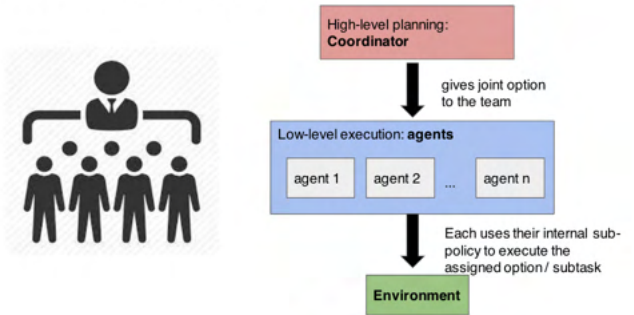 High-level planning:
Coordinator
gives joint option
to the team
Low-level execution: agents
agent 1
agent 2
...
agent n
Each uses their internal sub-
policy to execute the
assigned option / subtask
Environment